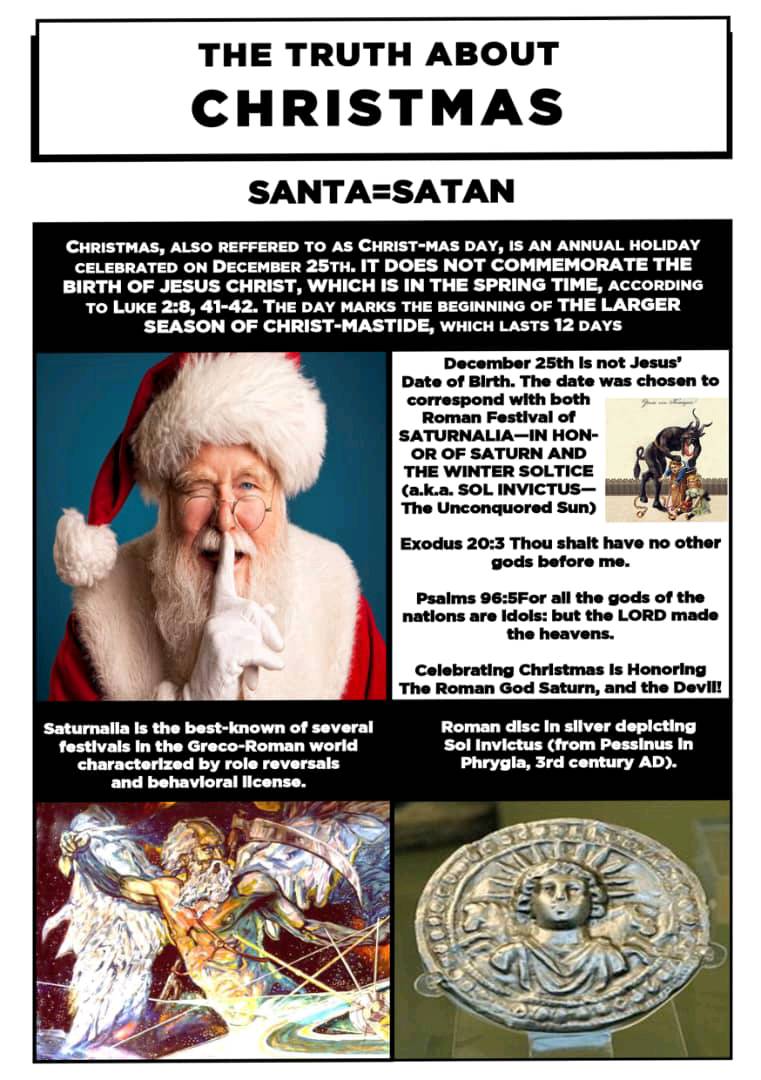 THE TRUTH ABOUT
CHRISTMAS
SANTA=SATAN
CHRISTMAS, ALSO REFFERED TO AS CHRIST-MAS DAY, IS AN ANNUAL HOLIDAY
CELEBRATED ON DECEMBER 25TH. IT DOES NOT COMMEMORATE THE
BIRTH OF JESUS CHRIST, WHICH IS IN THE SPRING TIME, ACCORDING
TO LUKE 2:8, 41-42. THE DAY MARKS THE BEGINNING OF THE LARGER
SEASON OF CHRIST-MASTIDE, WHICH LASTS 12 DAYS
December 25th is not Jesus'
Date of Birth. The date was chosen to
correspond with both
Roman Festival of
SATURNALIA—IN HON-
OR OF SATURN AND
THE WINTER SOLTICE
(a.k.a. SOL INVICTUS—
The Unconquored Sun)
Exodus 20:3 Thou shalt have no other
gods before me.
Psalms 96:5For all the gods of the
nations are idols: but the LORD made
the heavens.
Celebrating Christmas is Honoring
The Roman God Saturn, and the Devil!
Saturnalia is the best-known of several
festivals in the Greco-Roman world
characterized by role reversals
and behavioral license.
Roman disc in silver depicting
Sol Invictus (from Pessinus in
Phrygia, 3rd century AD).